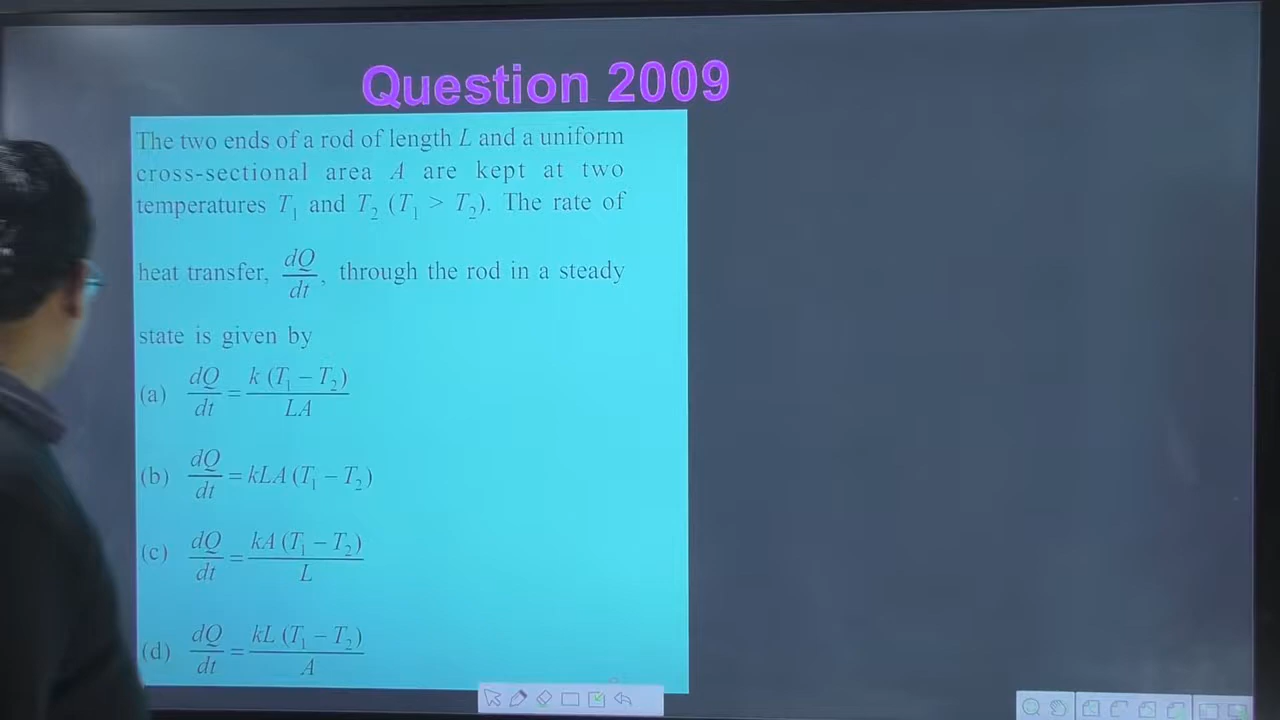 Question 2009
The two ends of a rod of length L and a uniform
cross-sectional area A are kept at two
temperatures T₁ and T₂ (T₁ > T₂). The rate of
heat transfer, dQ/dt, through the rod in a steady
state is given by
(a) dQ/dt = k (T₁ – T₂)/LA
(b) dQ/dt = kLA (T₁ – T₂)
(c) dQ/dt = kA (T₁ – T₂)/L
(d) dQ/dt = kL (T₁ – T₂)/A